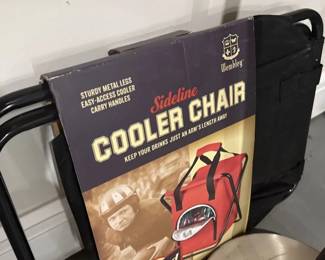 STURDY METAL LEGS
EASY-ACCESS COOLER
CARRY HANDLES
Wembley
Sideline
COOLER CHAIR
KEEP YOUR DRINKS JUST AN ARM'S LENGTH AWAY